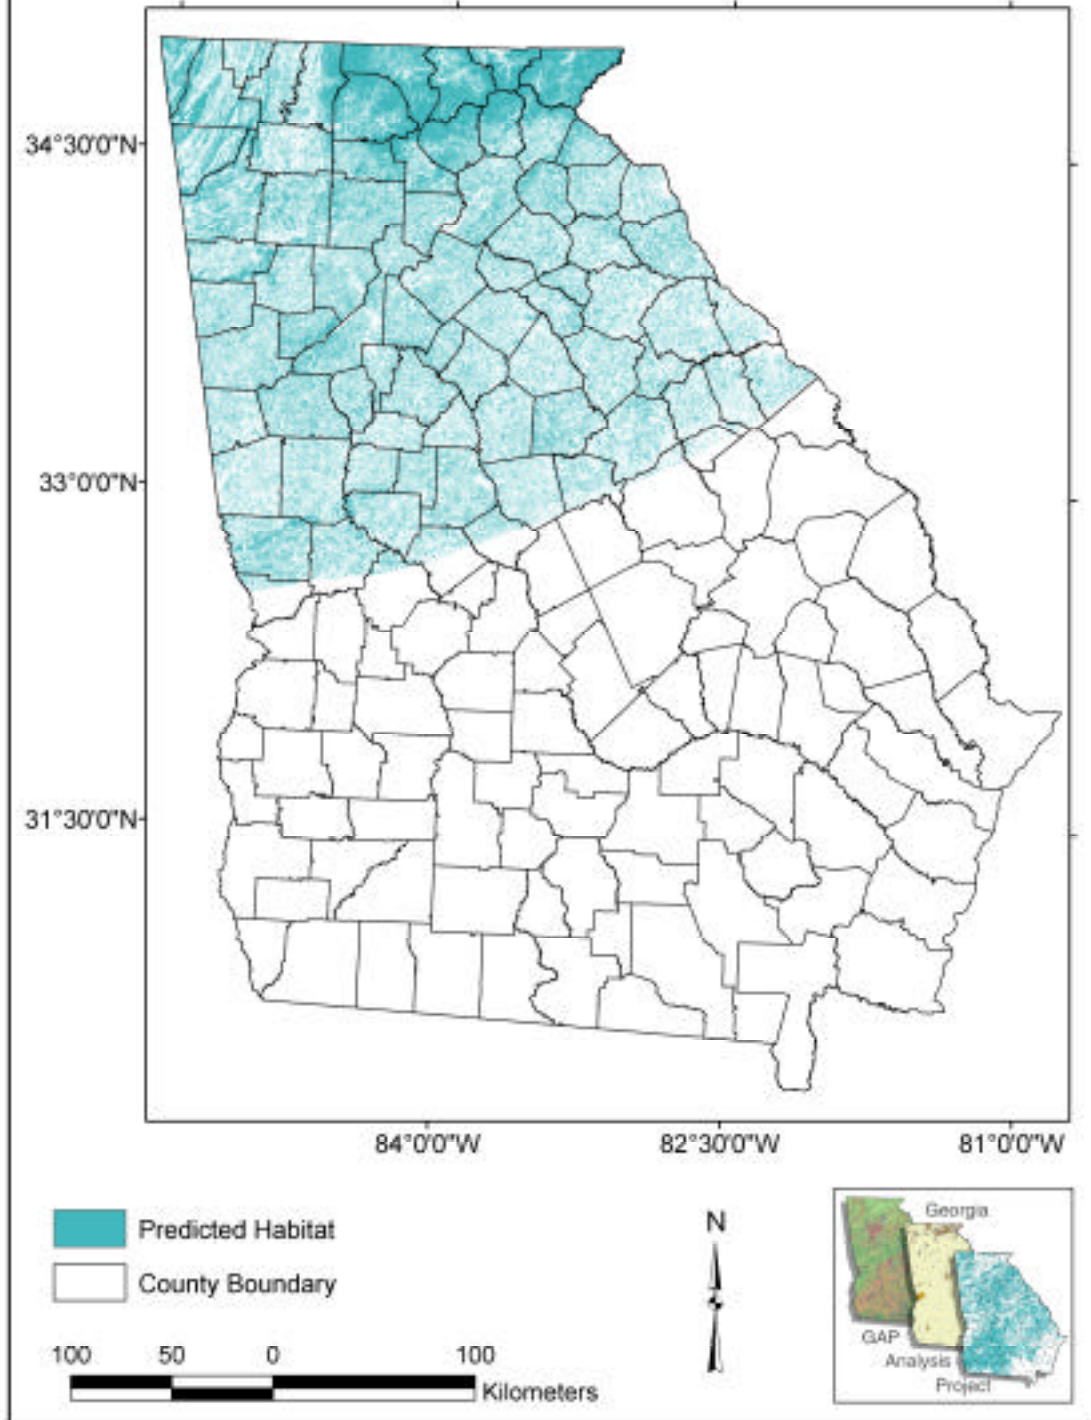 34°30'0"N
33°0'0"N
31°30'0"N
84°0'0"W 82°30'0"W 81°0'0"W
Predicted Habitat
County Boundary
N
100 50 0 100
Kilometers
Georgia
GAP
Analysis
Project